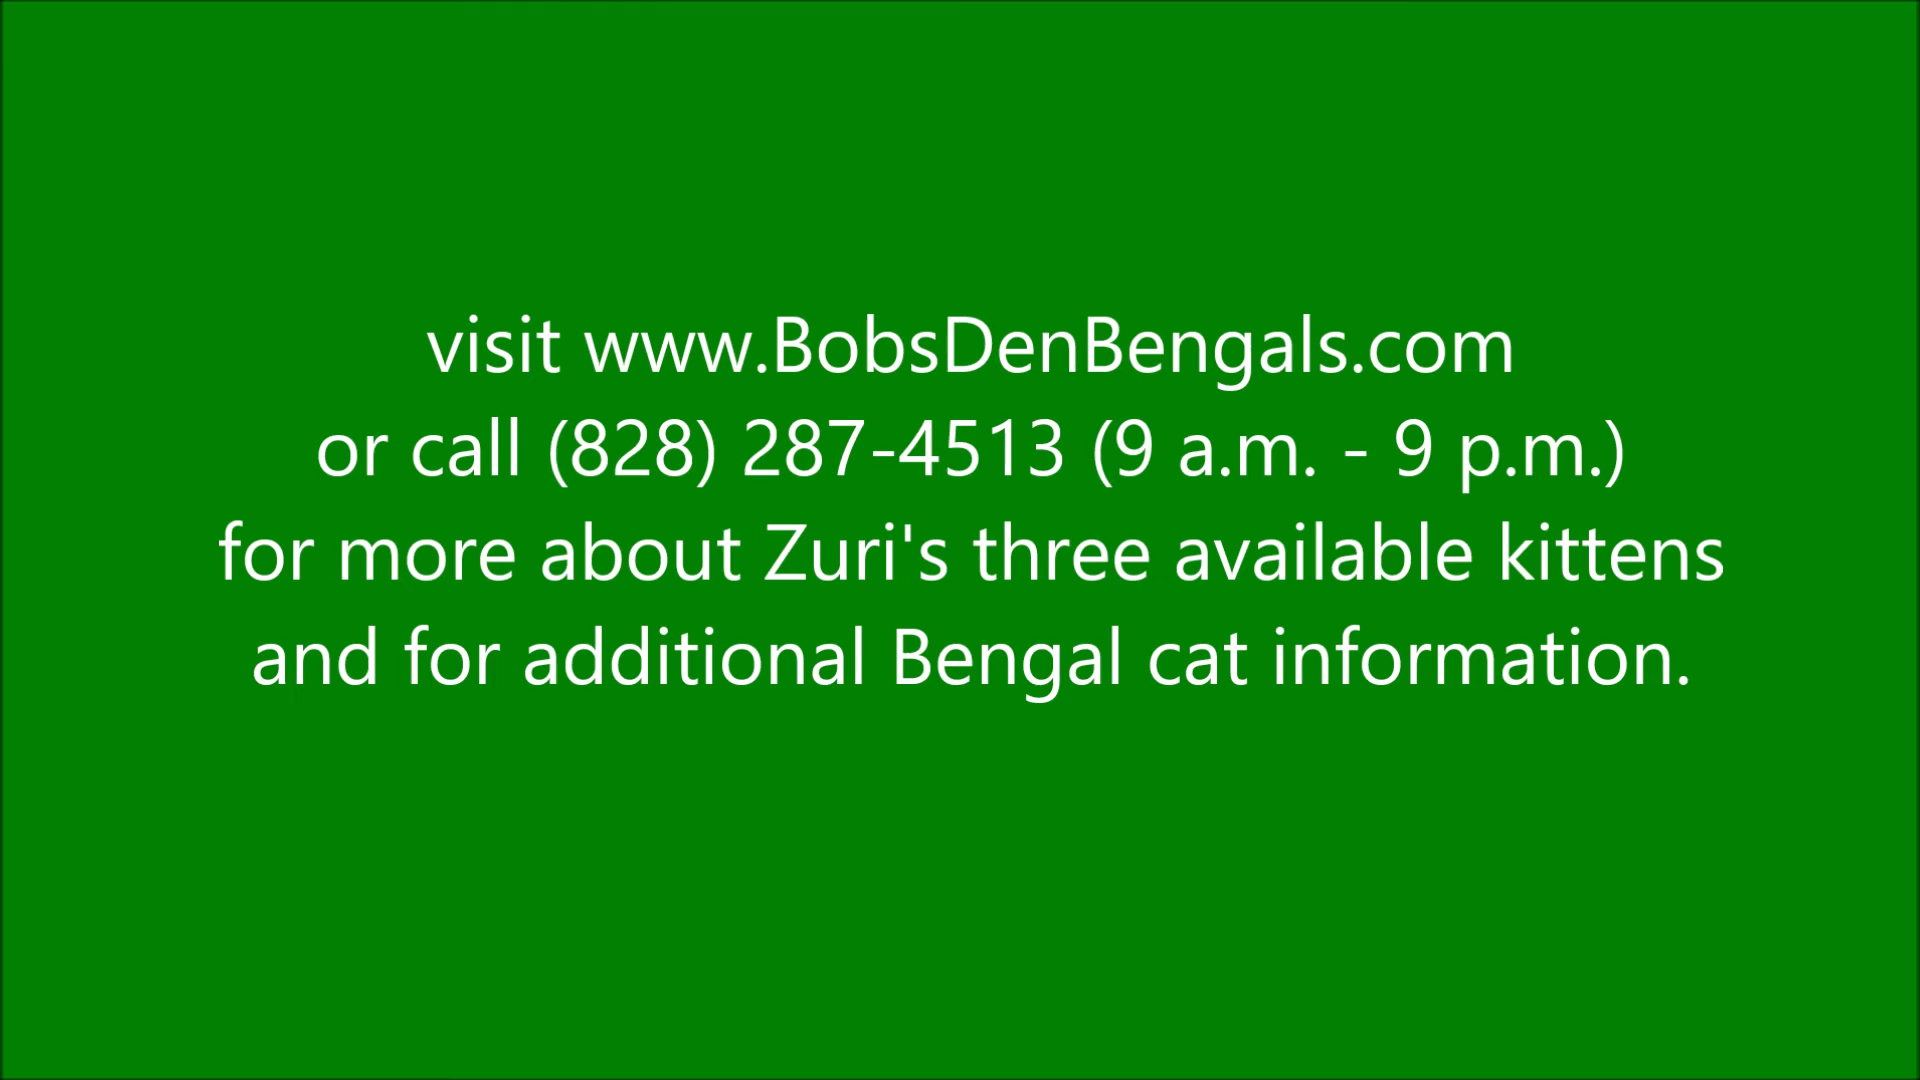 visit www.BobsDenBengals.com
or call (828) 287-4513 (9 a.m. - 9 p.m.)
for more about Zuri's three available kittens
and for additional Bengal cat information.